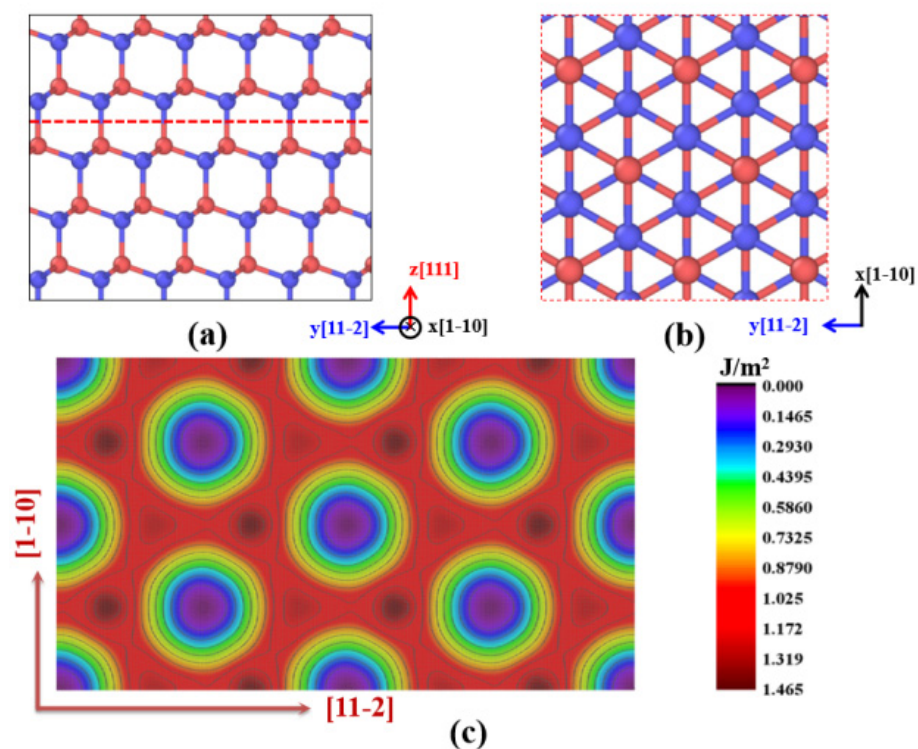 z[111]
y[11-2]
x[1-10]
(a)
x[1-10]
y[11-2]
(b)
J/m²
0.000
0.1465
0.2930
0.4395
0.5860
0.7325
0.8790
1.025
1.172
1.319
1.465
[1-10]
[11-2]
(c)